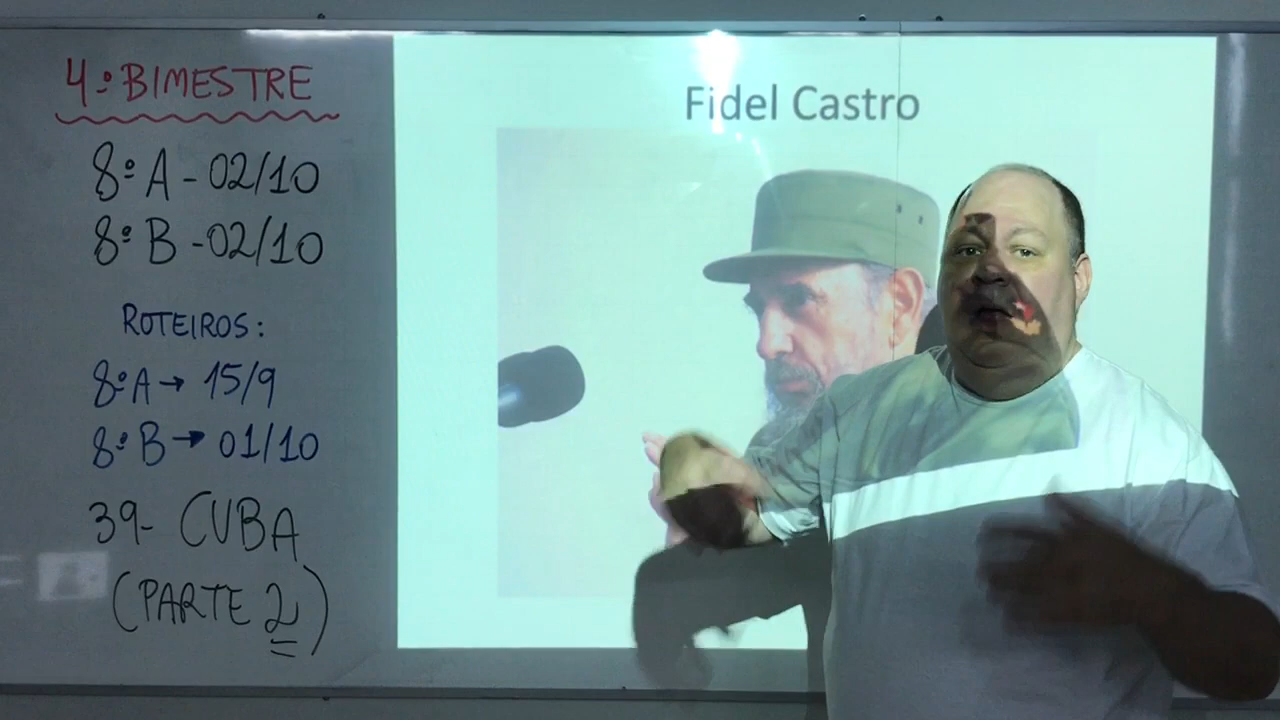 4º BIMESTRE
8º A - 02/10
8º B - 02/10
ROTEIROS:
8º A → 15/9
8º B → 01/10
39- CUBA
(PARTE 2)
Fidel Castro